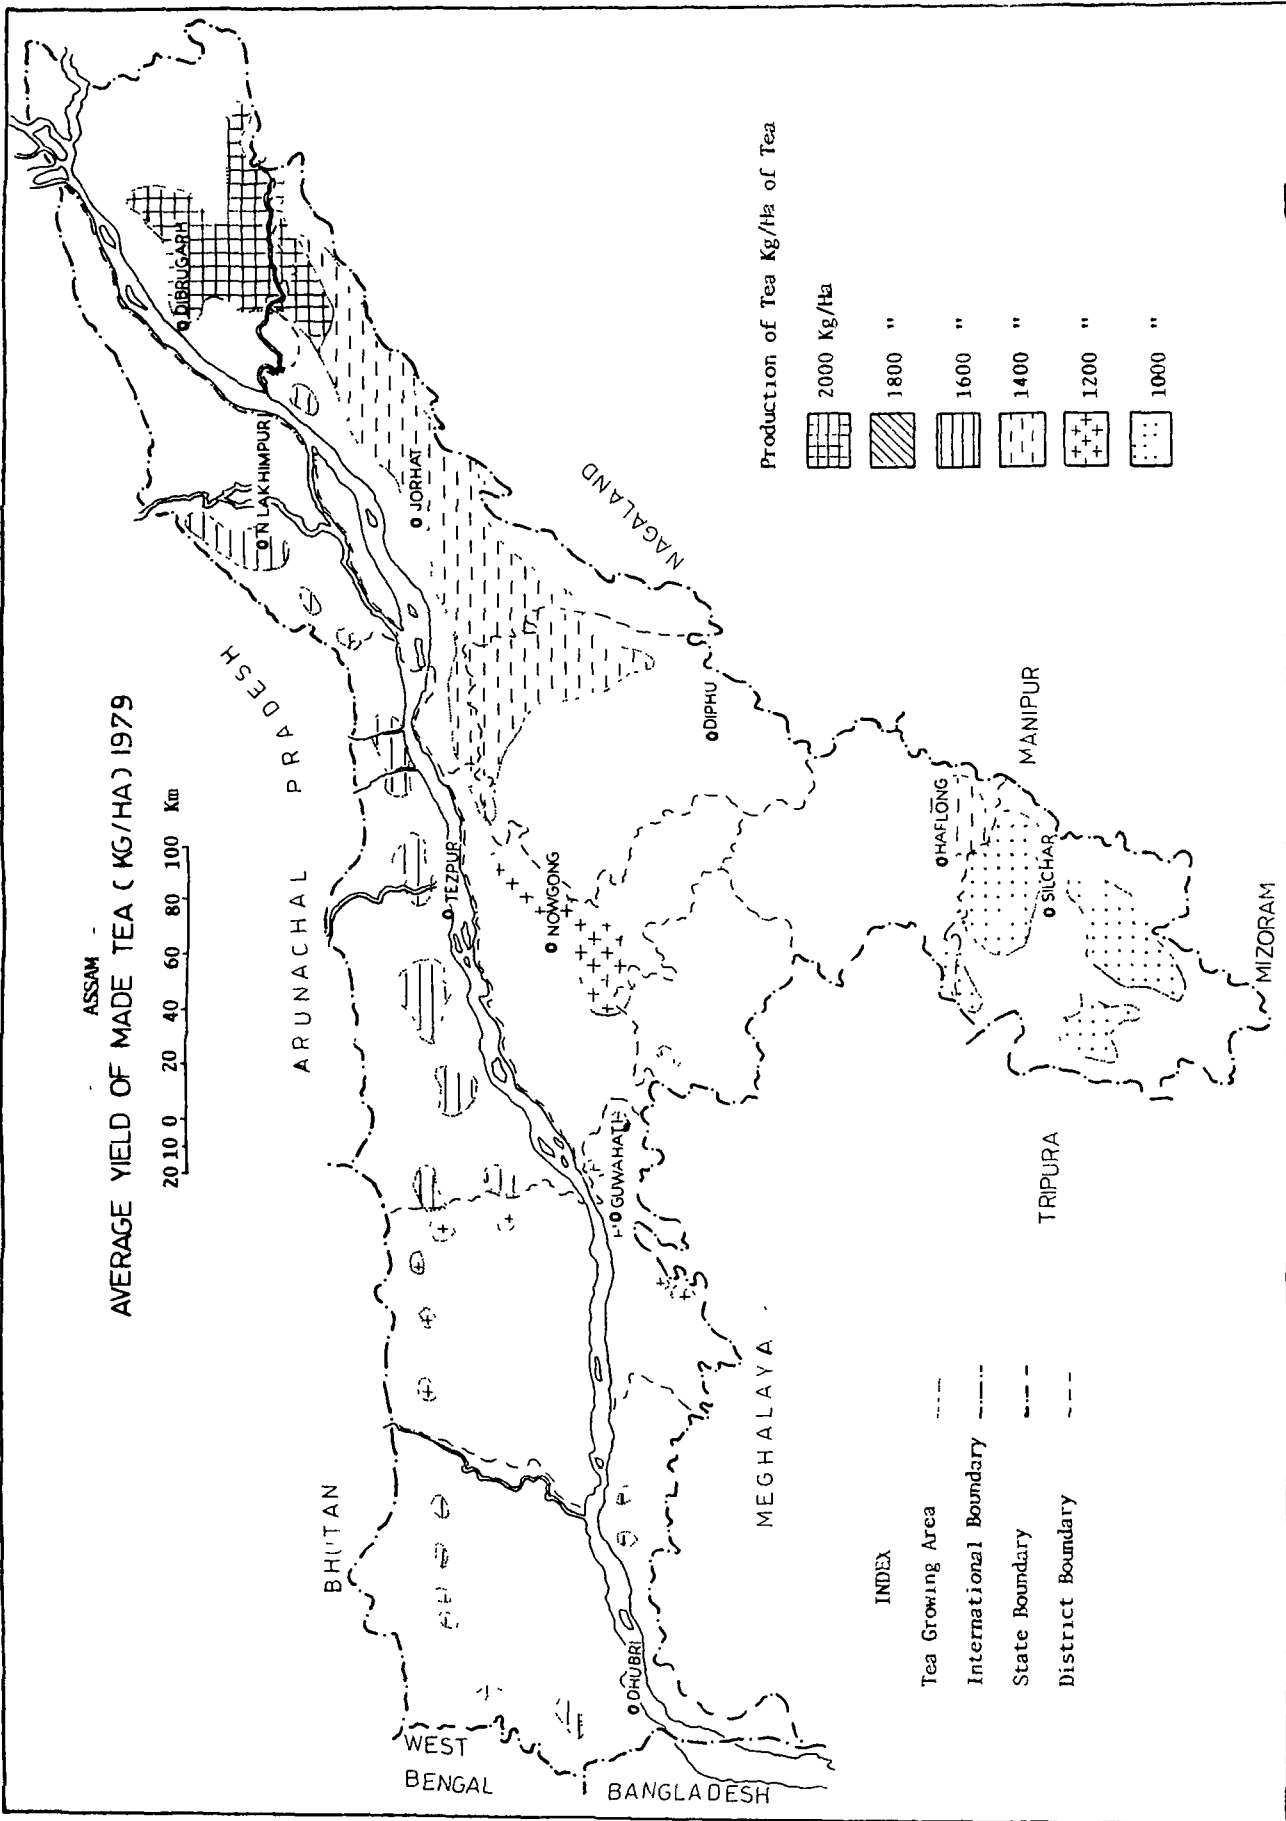 ASSAM
AVERAGE YIELD OF MADE TEA (KG/HA) 1979
20 10 0 20 40 60 80 100 Km
ARUNACHAL PRADESH
BHUTAN
WEST
BENGAL
BANGLADESH
MEGHALAYA
NAGALAND
MANIPUR
MIZORAM
TRIPURA
DIBRUGARH
N LAKHIMPUR
JORHAT
TEZPUR
NOWGONG
DIPHU
GUWAHATI
DHUBRI
HAFLONG
SILCHAR
Production of Tea Kg/Ha of Tea
2000 Kg/Ha
1800 "
1600 "
1400 "
1200 "
1000 "
INDEX
Tea Growing Area
International Boundary
State Boundary
District Boundary